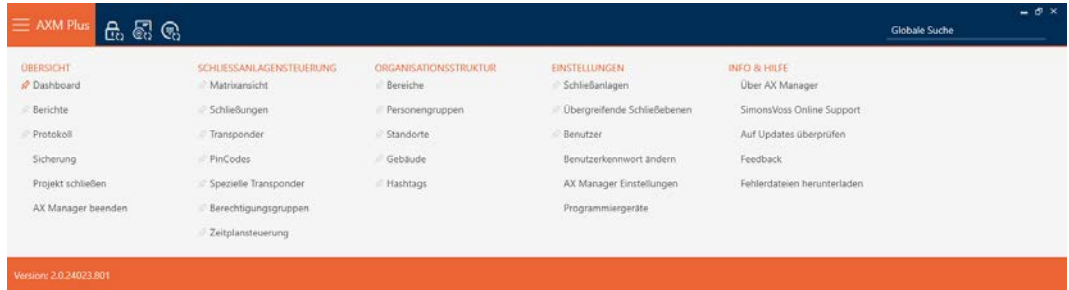 AXM Plus
Globale Suche
ÜBERSICHT
Dashboard
Berichte
Protokoll
Sicherung
Projekt schließen
AX Manager beenden
SCHLIESSANLAGENSTEUERUNG
Matrixansicht
Schließungen
Transponder
PinCodes
Spezielle Transponder
Berechtigungsgruppen
Zeitplansteuerung
ORGANISATIONSSTRUKTUR
Bereiche
Personengruppen
Standorte
Gebäude
Hashtags
EINSTELLUNGEN
Schließanlagen
Übergreifende Schließebenen
Benutzer
Benutzerkennwort ändern
AX Manager Einstellungen
Programmiergeräte
INFO & HILFE
Über AX Manager
SimonsVoss Online Support
Auf Updates überprüfen
Feedback
Fehlerdateien herunterladen
Version: 2.0.24023.801